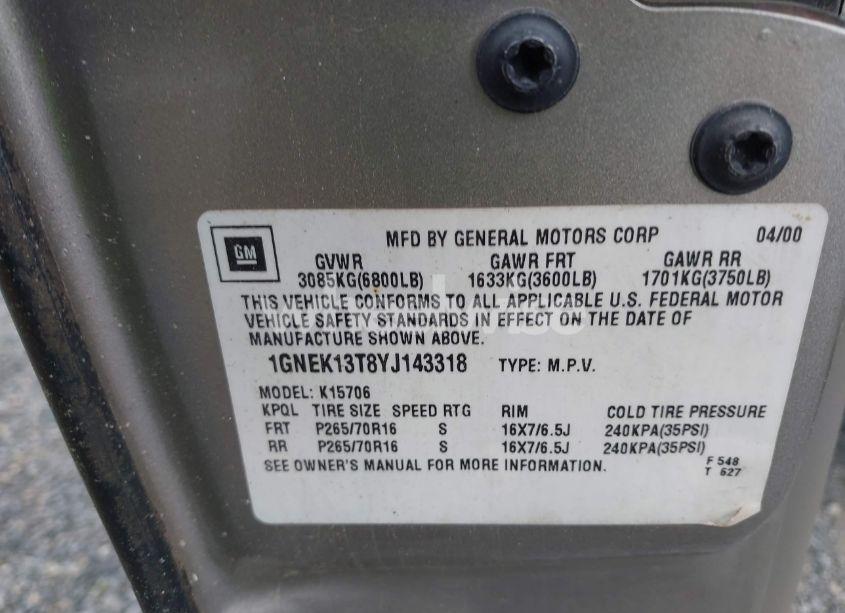 GM
MFD BY GENERAL MOTORS CORP 04/00
GVWR GAWR FRT GAWR RR
3085KG(6800LB) 1633KG(3600LB) 1701KG(3750LB)
THIS VEHICLE CONFORMS TO ALL APPLICABLE U.S. FEDERAL MOTOR
VEHICLE SAFETY STANDARDS IN EFFECT ON THE DATE OF
MANUFACTURE SHOWN ABOVE.
1GNEK13T8YJ143318 TYPE: M.P.V.
MODEL: K15706
KPQL TIRE SIZE SPEED RTG RIM COLD TIRE PRESSURE
FRT P265/70R16 S 16X7/6.5J 240KPA(35PSI)
RR P265/70R16 S 16X7/6.5J 240KPA(35PSI)
SEE OWNER'S MANUAL FOR MORE INFORMATION.
F 548
T 627